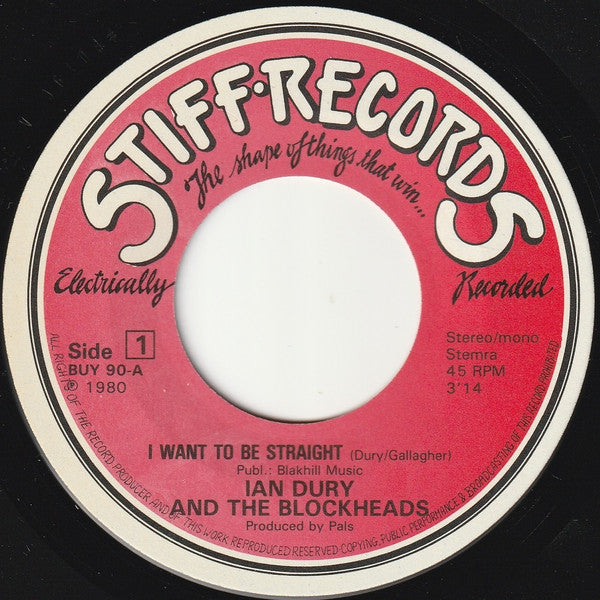 STIFF·RECORDS
The shape of things that win...
Electrically
Recorded
Side 1
BUY 90-A
℗ 1980
Stereo/mono
Stemra
45 RPM
3'14
I WANT TO BE STRAIGHT (Dury/Gallagher)
Publ.: Blakhill Music
IAN DURY
AND THE BLOCKHEADS
Produced by Pals
ALL RIGHTS OF THE RECORD PRODUCER AND OF THIS WORK REPRODUCED RESERVED COPYING, PUBLIC PERFORMANCE & BROADCASTING OF THIS RECORD PROHIBITED